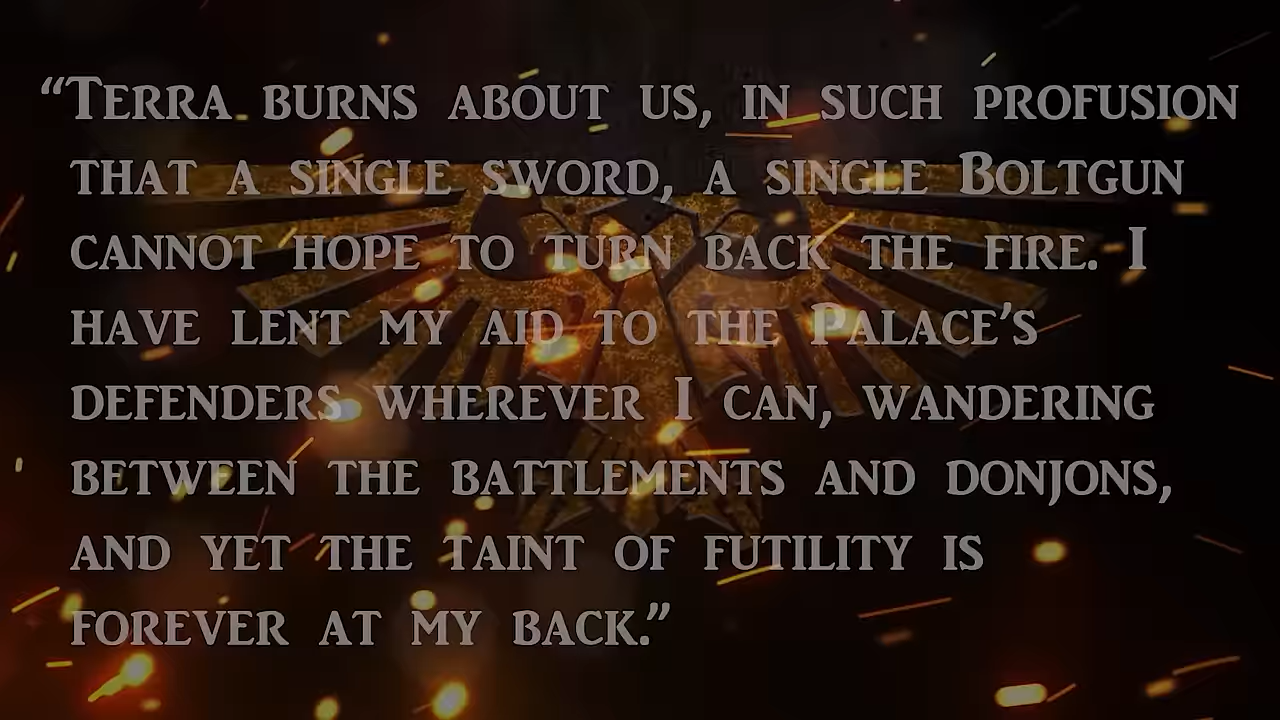 “Terra burns about us, in such profusion
that a single sword, a single Boltgun
cannot hope to turn back the fire. I
have lent my aid to the Palace’s
defenders wherever I can, wandering
between the battlements and donjons,
and yet the taint of futility is
forever at my back.”